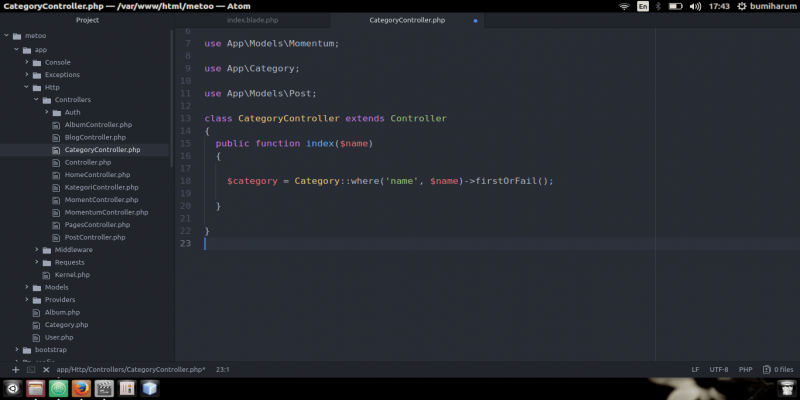 CategoryController.php — /var/www/html/metoo — Atom
En
17:43
bumiharum
Project
index.blade.php
CategoryController.php
metoo
app
Console
Exceptions
Http
Controllers
Auth
AlbumController.php
BlogController.php
CategoryController.php
Controller.php
HomeController.php
KategoriController.php
MomentController.php
MomentumController.php
PagesController.php
PostController.php
Middleware
Requests
Kernel.php
Models
Providers
Album.php
Category.php
User.php
bootstrap
6
7 use App\Models\Momentum;
8
9 use App\Category;
10
11 use App\Models\Post;
12
13 class CategoryController extends Controller
14 {
15 public function index($name)
16 {
17
18 $category = Category::where('name', $name)->firstOrFail();
19
20 }
21
22 }
23
app/Http/Controllers/CategoryController.php*
23:1
LF
UTF-8
PHP
0 files